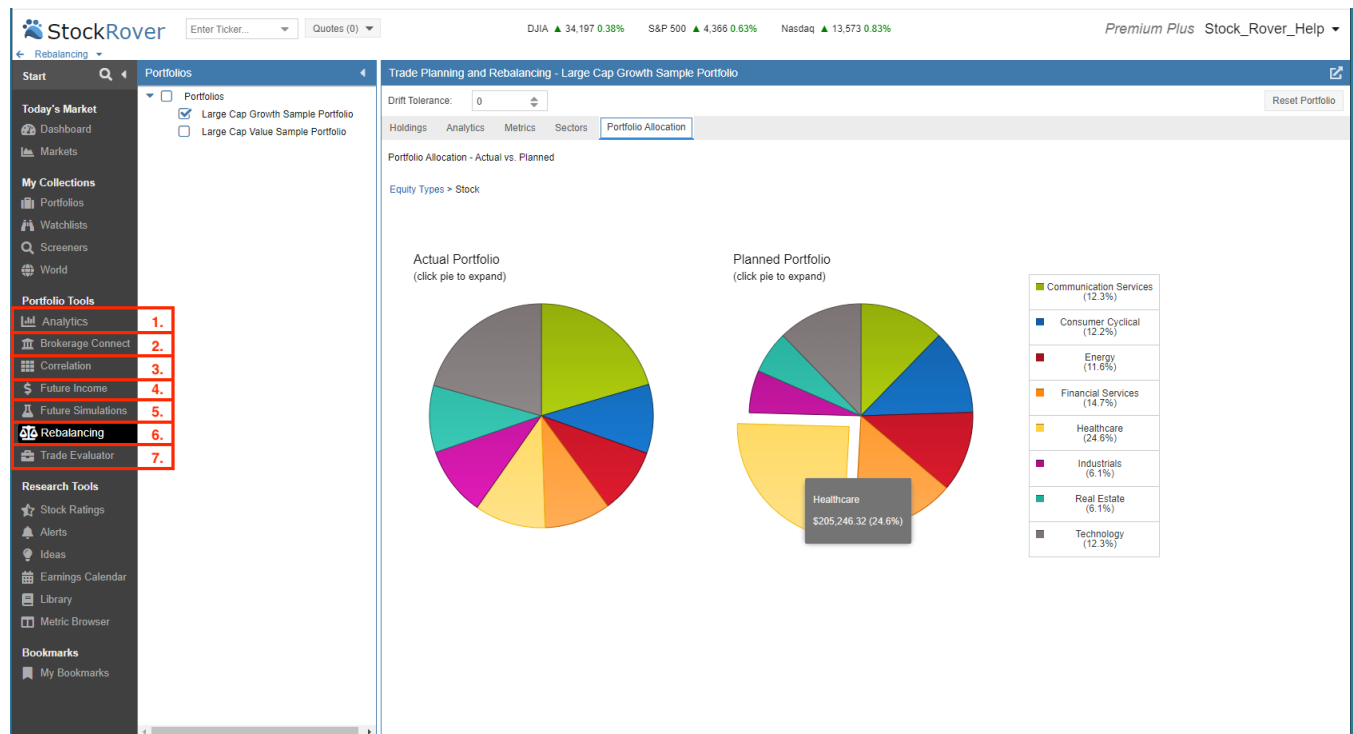 StockRover
Enter Ticker...
Quotes (0)
DJIA ▲ 34,197 0.38% S&P 500 ▲ 4,366 0.63% Nasdaq ▲ 13,573 0.83%
Premium Plus Stock_Rover_Help
← Rebalancing
Start
Today's Market
Dashboard
Markets
My Collections
Portfolios
Watchlists
Screeners
World
Portfolio Tools
Analytics 1.
Brokerage Connect 2.
Correlation 3.
$ Future Income 4.
Future Simulations 5.
Rebalancing 6.
Trade Evaluator 7.
Research Tools
Stock Ratings
Alerts
Ideas
Earnings Calendar
Library
Metric Browser
Bookmarks
My Bookmarks
Portfolios
Portfolios
Large Cap Growth Sample Portfolio
Large Cap Value Sample Portfolio
Trade Planning and Rebalancing - Large Cap Growth Sample Portfolio
Drift Tolerance: 0
Reset Portfolio
Holdings Analytics Metrics Sectors Portfolio Allocation
Portfolio Allocation - Actual vs. Planned
Equity Types > Stock
Actual Portfolio
(click pie to expand)
Planned Portfolio
(click pie to expand)
Healthcare
$205,246.32 (24.6%)
Communication Services
(12.3%)
Consumer Cyclical
(12.2%)
Energy
(11.6%)
Financial Services
(14.7%)
Healthcare
(24.6%)
Industrials
(6.1%)
Real Estate
(6.1%)
Technology
(12.3%)